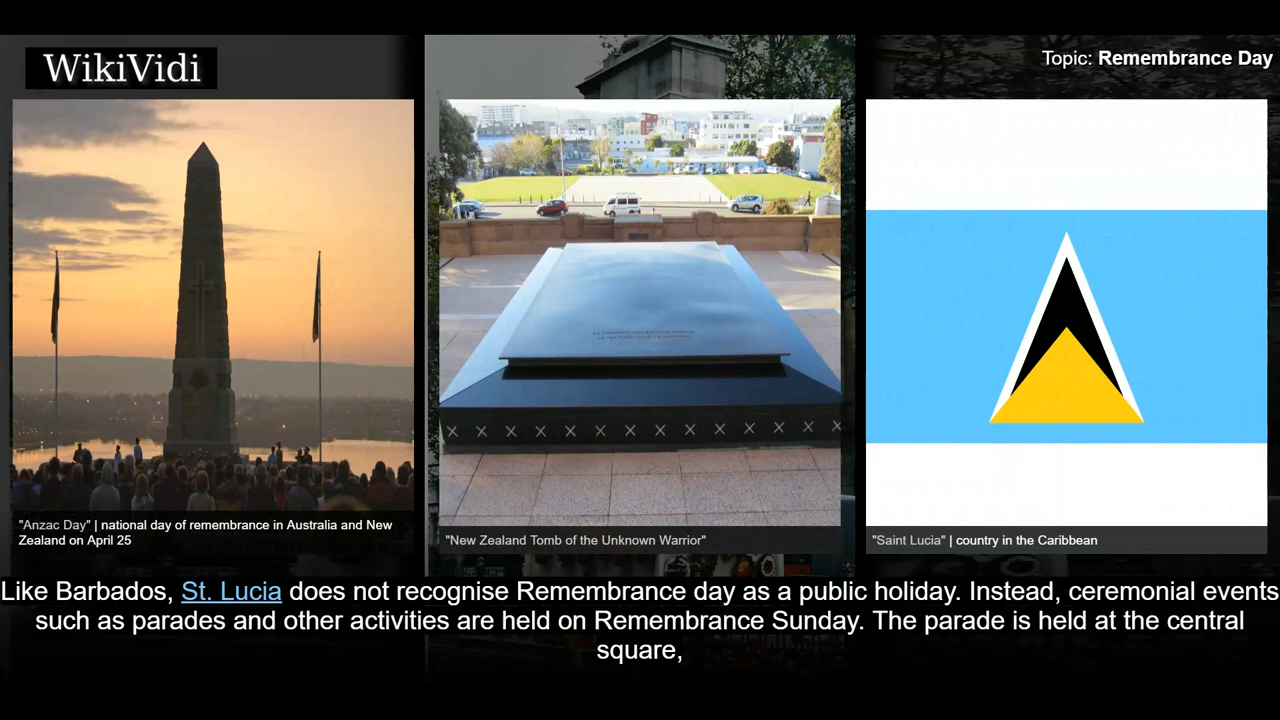 WikiVidi
Topic: Remembrance Day
"Anzac Day" | national day of remembrance in Australia and New
Zealand on April 25
"New Zealand Tomb of the Unknown Warrior"
"Saint Lucia" | country in the Caribbean
Like Barbados, St. Lucia does not recognise Remembrance day as a public holiday. Instead, ceremonial events
such as parades and other activities are held on Remembrance Sunday. The parade is held at the central
square,